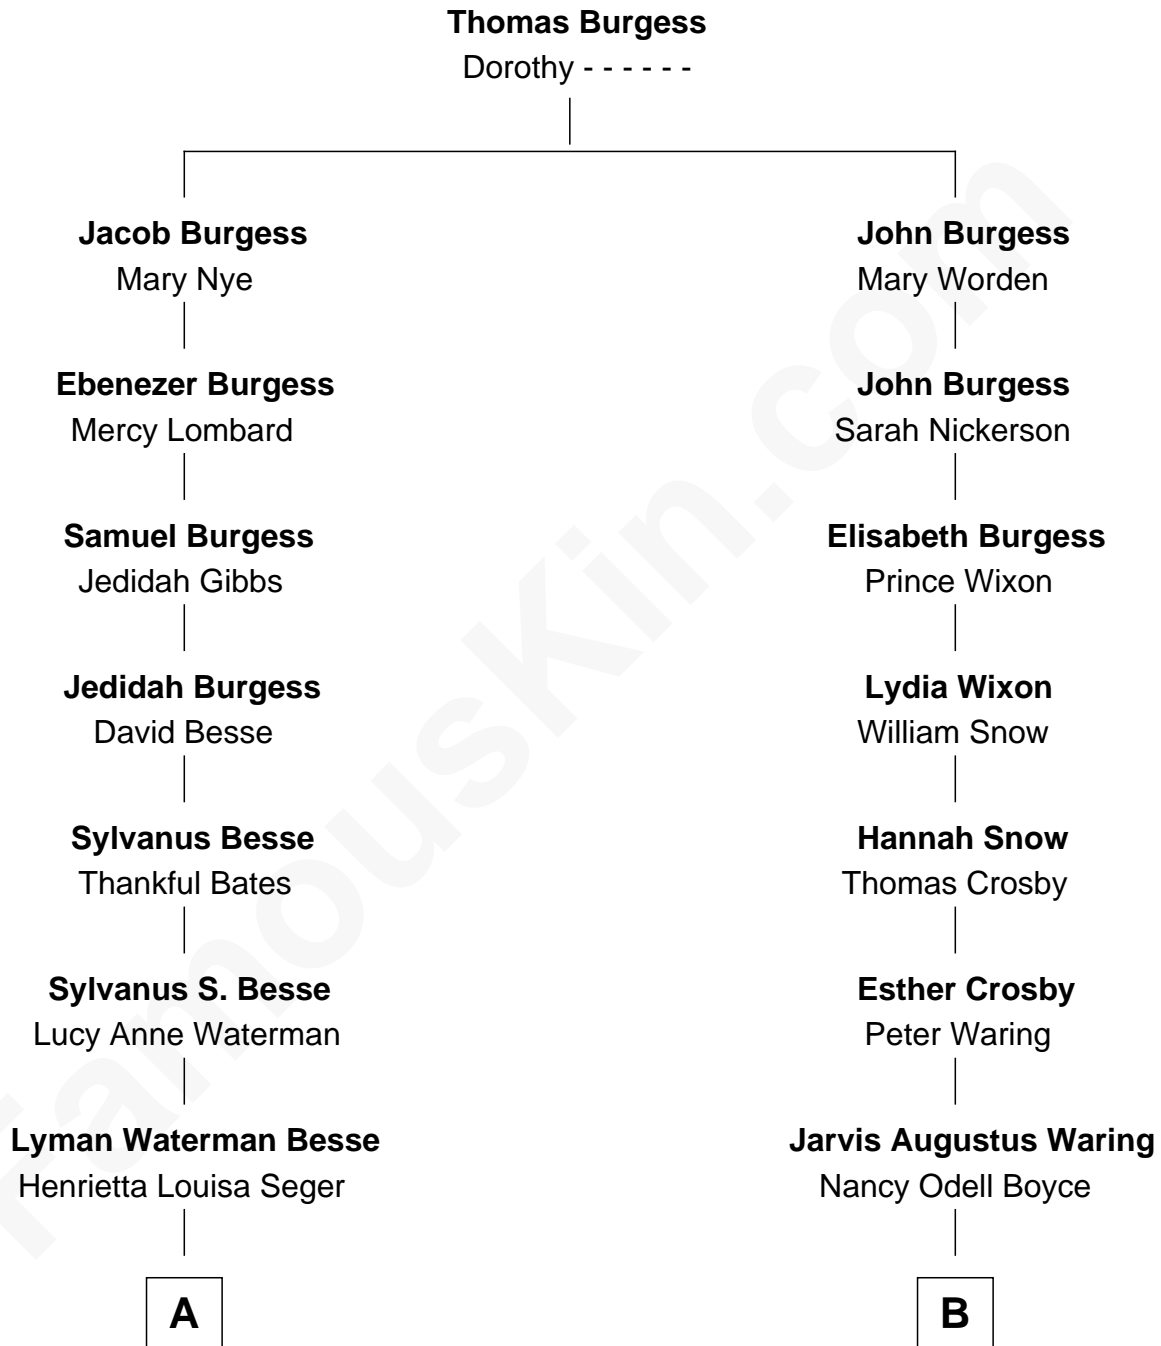 Thomas Burgess
Dorothy - - - - - -
Jacob Burgess
Mary Nye
John Burgess
Mary Worden
Ebenezer Burgess
Mercy Lombard
John Burgess
Sarah Nickerson
Samuel Burgess
Jedidah Gibbs
Elisabeth Burgess
Prince Wixon
Jedidah Burgess
David Besse
Lydia Wixon
William Snow
Sylvanus Besse
Thankful Bates
Hannah Snow
Thomas Crosby
Sylvanus S. Besse
Lucy Anne Waterman
Esther Crosby
Peter Waring
Lyman Waterman Besse
Henrietta Louisa Seger
Jarvis Augustus Waring
Nancy Odell Boyce
A
B
FamousKin.com